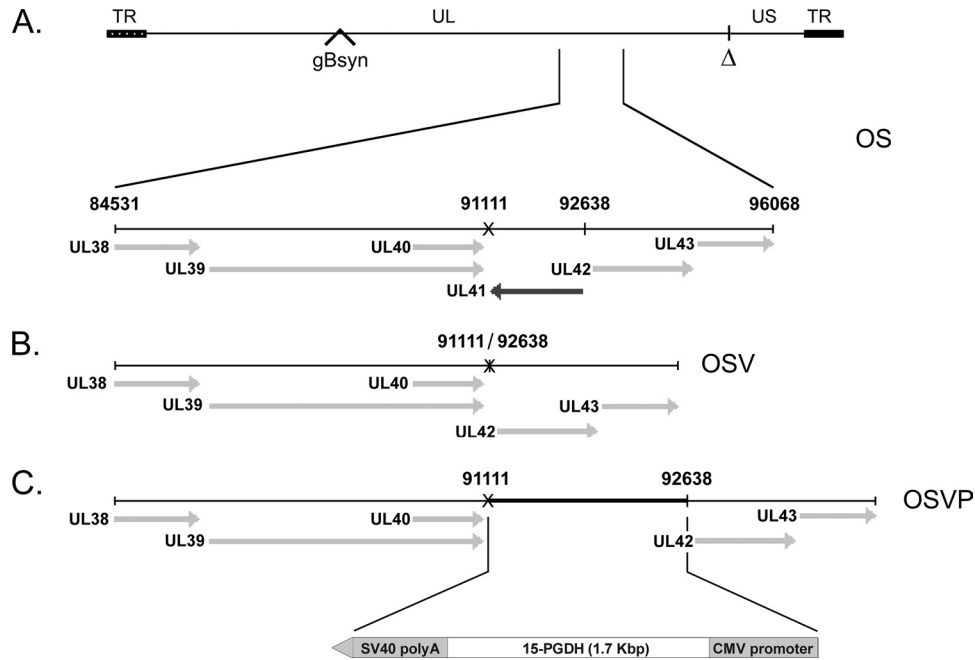 A.
TR UL US TR
gBsyn Δ
OS
84531 91111 92638 96068
UL38 UL40 UL43
UL39 UL42
UL41
B.
91111 / 92638
OSV
UL38 UL40
UL39 UL43
UL42
C.
91111 92638
OSVP
UL38 UL40 UL43
UL39 UL42
SV40 polyA 15-PGDH (1.7 Kbp) CMV promoter